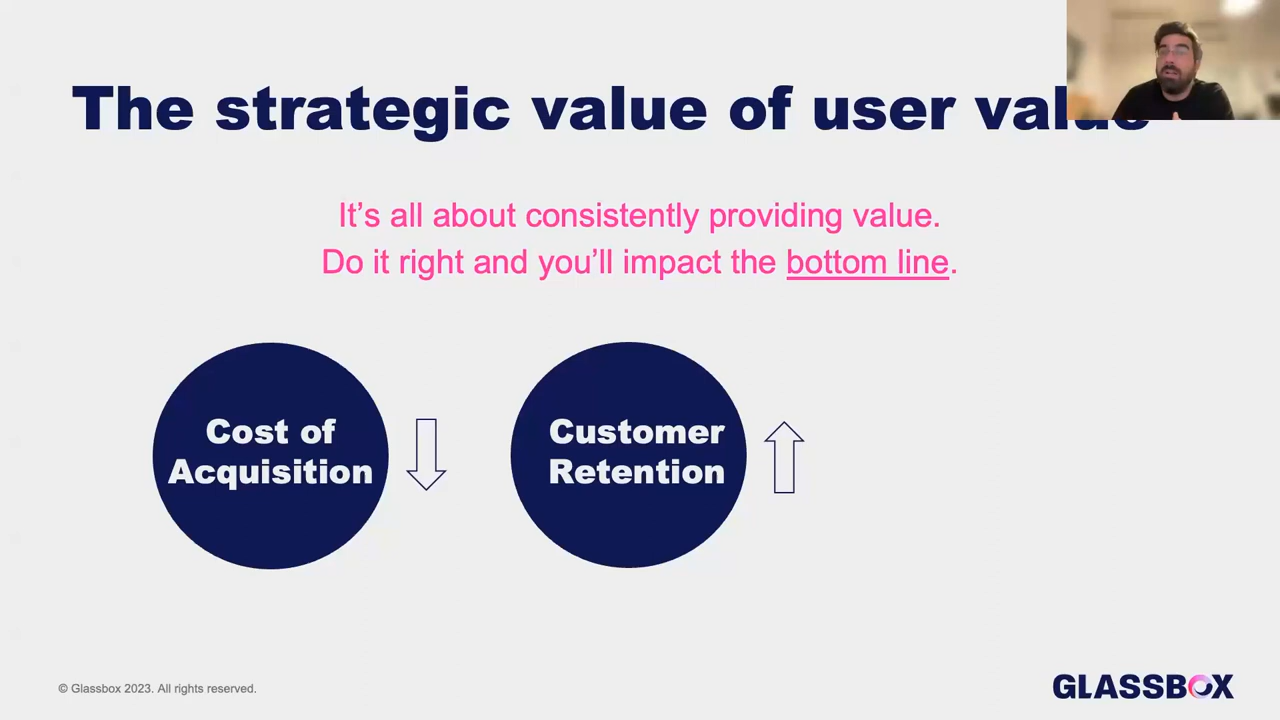 The strategic value of user value
It's all about consistently providing value.
Do it right and you'll impact the bottom line.
Cost of
Acquisition
Customer
Retention
© Glassbox 2023. All rights reserved.
GLASSBOX